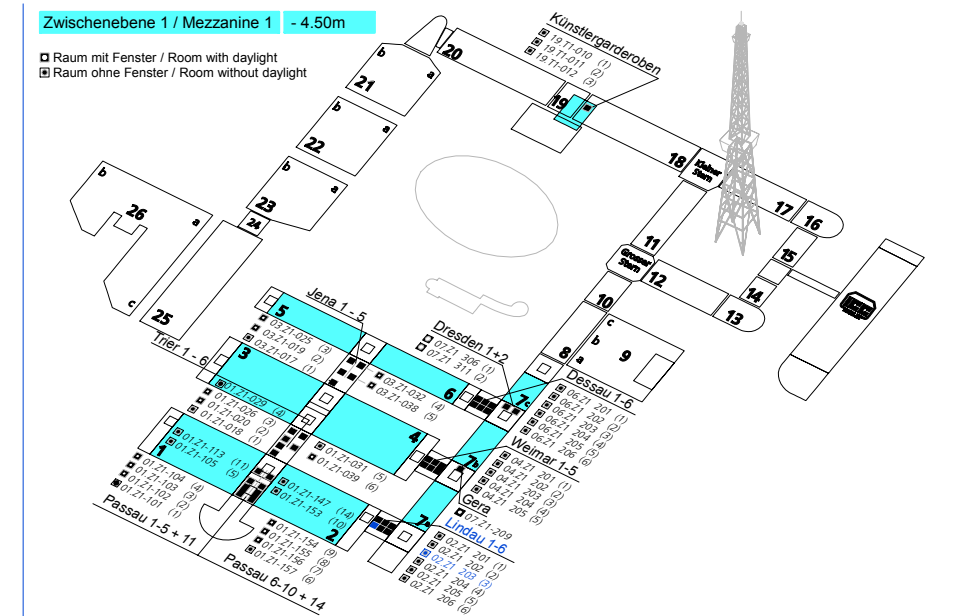 Zwischenebene 1 / Mezzanine 1 - 4.50m
Raum mit Fenster / Room with daylight
Raum ohne Fenster / Room without daylight
Künstlergarderoben
19 T1-010 (1)
19 T1-011 (2)
19 T1-012 (3)
20
b
a
21
b
a
22
b
a
23
24
b
26
a
c
25
19
18
Kleiner
Stern
17
16
15
14
13
12
11
Grosser
Stern
10
8
c
b
a
9
Jena 1 - 5
5
03.Z1-025 (3)
03.Z1-019 (2)
03.Z1-017 (1)
03.Z1-032 (4)
03.Z1-038 (5)
6
Dresden 1+2
07.Z1 306 (1)
07.Z1 311 (2)
7c
Trier 1 - 6
3
01.Z1-029 (4)
01.Z1-026 (3)
01.Z1-020 (2)
01.Z1-018 (1)
01.Z1-031 (5)
01.Z1-039 (6)
4
7b
Dessau 1-6
06.Z1 201 (1)
06.Z1 202 (2)
06.Z1 203 (3)
06.Z1 204 (4)
06.Z1 205 (5)
06.Z1 206 (6)
Weimar 1-5
04.Z1 201 (1)
04.Z1 202 (2)
04.Z1 203 (3)
04.Z1 204 (4)
04.Z1 205 (5)
Gera
07.Z1-209
1
01.Z1-113 (11)
01.Z1-105 (5)
01.Z1-104 (4)
01.Z1-103 (3)
01.Z1-102 (2)
01.Z1-101 (1)
Passau 1-5 + 11
01.Z1-147 (14)
01.Z1-153 (10)
2
01.Z1-154 (9)
01.Z1-155 (8)
01.Z1-156 (7)
01.Z1-157 (6)
Passau 6-10 + 14
7a
Lindau 1-6
02.Z1 201 (1)
02.Z1 202 (2)
02.Z1 203 (3)
02.Z1 204 (4)
02.Z1 205 (5)
02.Z1 206 (6)